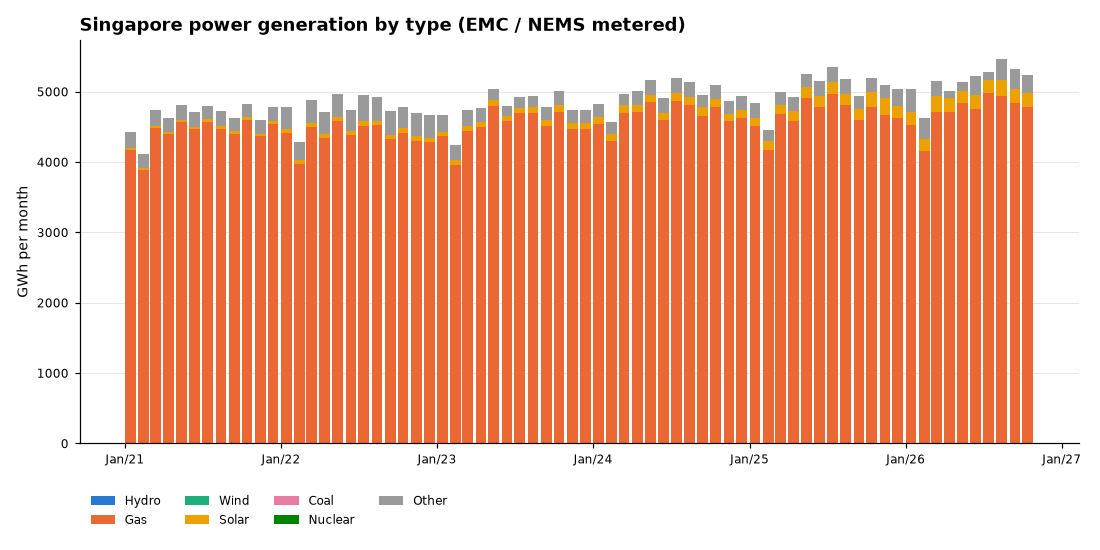 Singapore power generation by type (EMC / NEMS metered)
GWh per month
5000
4000
3000
2000
1000
0
Jan/21 Jan/22 Jan/23 Jan/24 Jan/25 Jan/26 Jan/27
Hydro Wind Coal Other
Gas Solar Nuclear